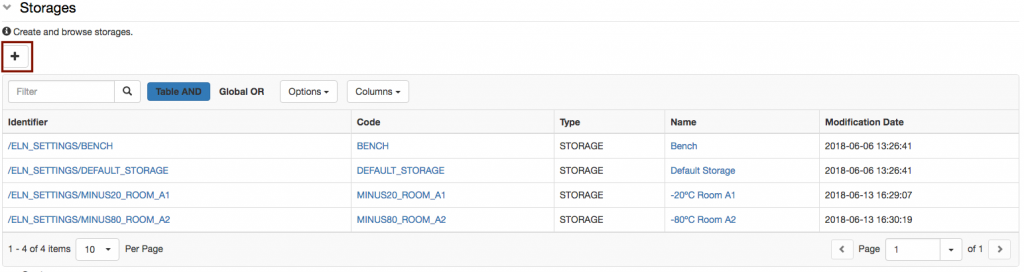 Storages
Create and browse storages.
+
Filter Table AND Global OR Options Columns
Identifier Code Type Name Modification Date
/ELN_SETTINGS/BENCH BENCH STORAGE Bench 2018-06-06 13:26:41
/ELN_SETTINGS/DEFAULT_STORAGE DEFAULT_STORAGE STORAGE Default Storage 2018-06-06 13:26:41
/ELN_SETTINGS/MINUS20_ROOM_A1 MINUS20_ROOM_A1 STORAGE -20ºC Room A1 2018-06-13 16:29:07
/ELN_SETTINGS/MINUS80_ROOM_A2 MINUS80_ROOM_A2 STORAGE -80ºC Room A2 2018-06-13 16:30:19
1 - 4 of 4 items 10 Per Page Page 1 of 1